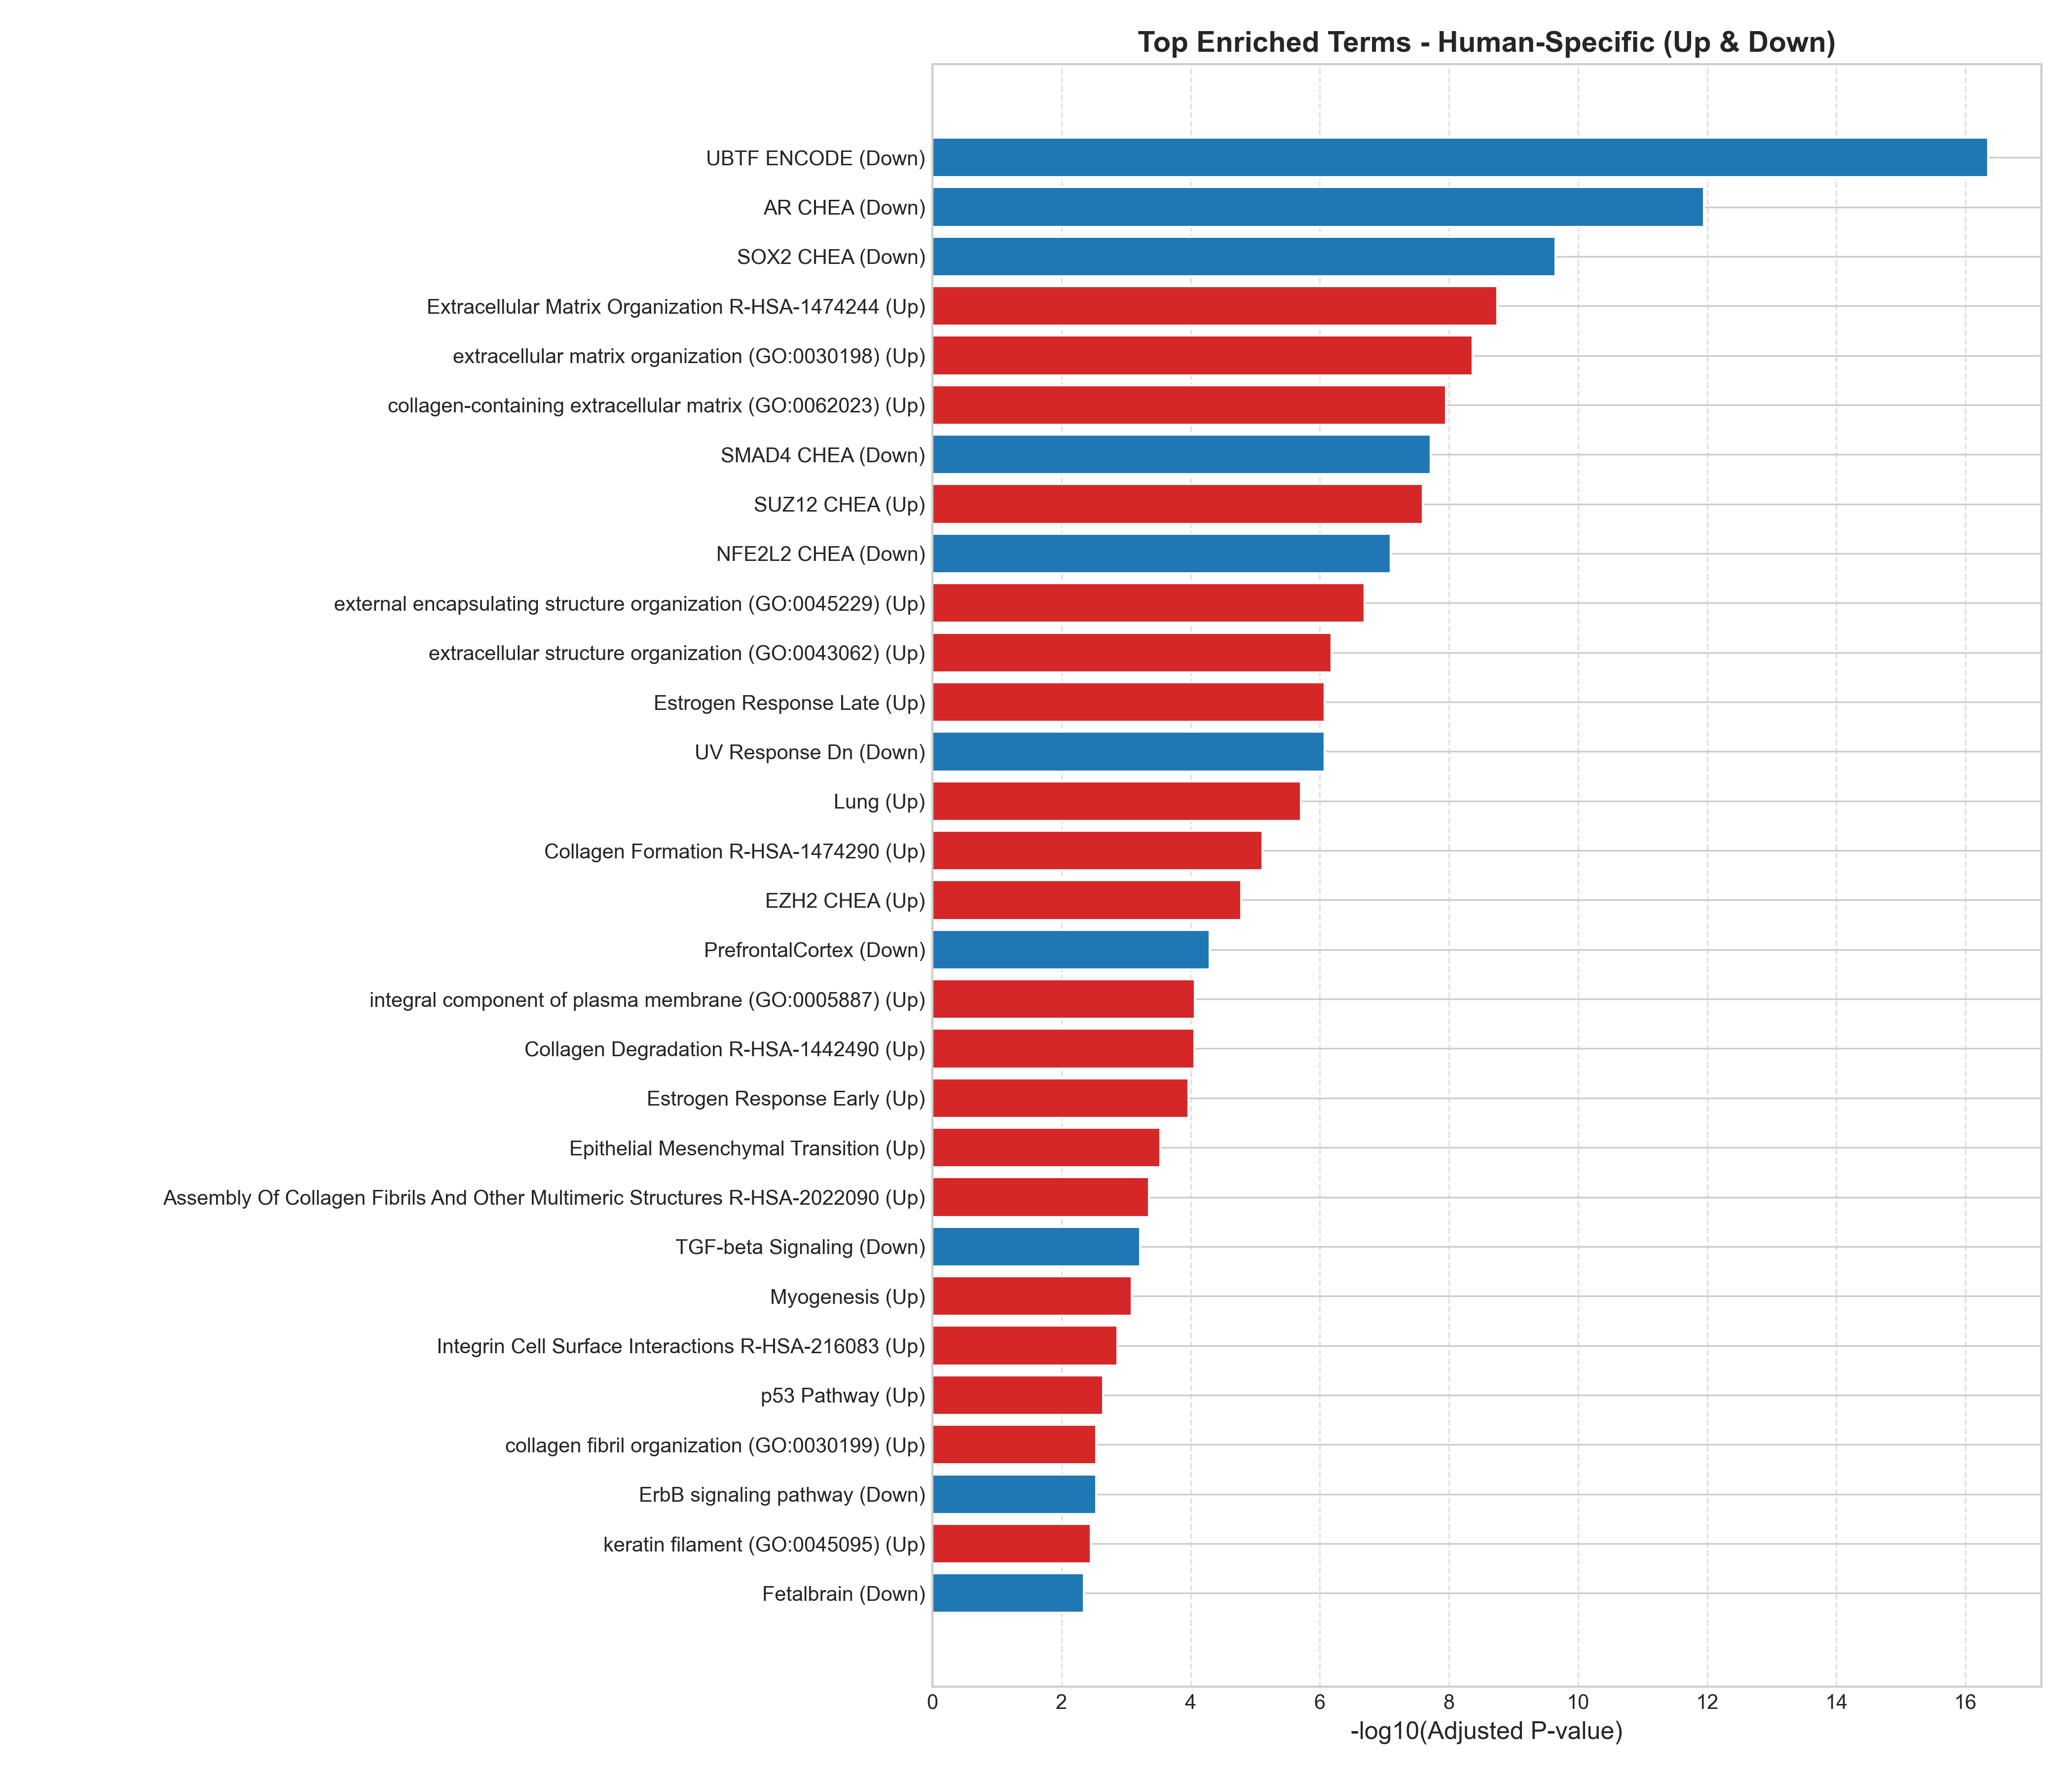 Top Enriched Terms - Human-Specific (Up & Down)
UBTF ENCODE (Down)
AR CHEA (Down)
SOX2 CHEA (Down)
Extracellular Matrix Organization R-HSA-1474244 (Up)
extracellular matrix organization (GO:0030198) (Up)
collagen-containing extracellular matrix (GO:0062023) (Up)
SMAD4 CHEA (Down)
SUZ12 CHEA (Up)
NFE2L2 CHEA (Down)
external encapsulating structure organization (GO:0045229) (Up)
extracellular structure organization (GO:0043062) (Up)
Estrogen Response Late (Up)
UV Response Dn (Down)
Lung (Up)
Collagen Formation R-HSA-1474290 (Up)
EZH2 CHEA (Up)
PrefrontalCortex (Down)
integral component of plasma membrane (GO:0005887) (Up)
Collagen Degradation R-HSA-1442490 (Up)
Estrogen Response Early (Up)
Epithelial Mesenchymal Transition (Up)
Assembly Of Collagen Fibrils And Other Multimeric Structures R-HSA-2022090 (Up)
TGF-beta Signaling (Down)
Myogenesis (Up)
Integrin Cell Surface Interactions R-HSA-216083 (Up)
p53 Pathway (Up)
collagen fibril organization (GO:0030199) (Up)
ErbB signaling pathway (Down)
keratin filament (GO:0045095) (Up)
Fetalbrain (Down)
0 2 4 6 8 10 12 14 16
-log10(Adjusted P-value)